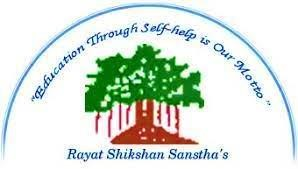 "Education Through Self-help is Our Motto"
Rayat Shikshan Sanstha's